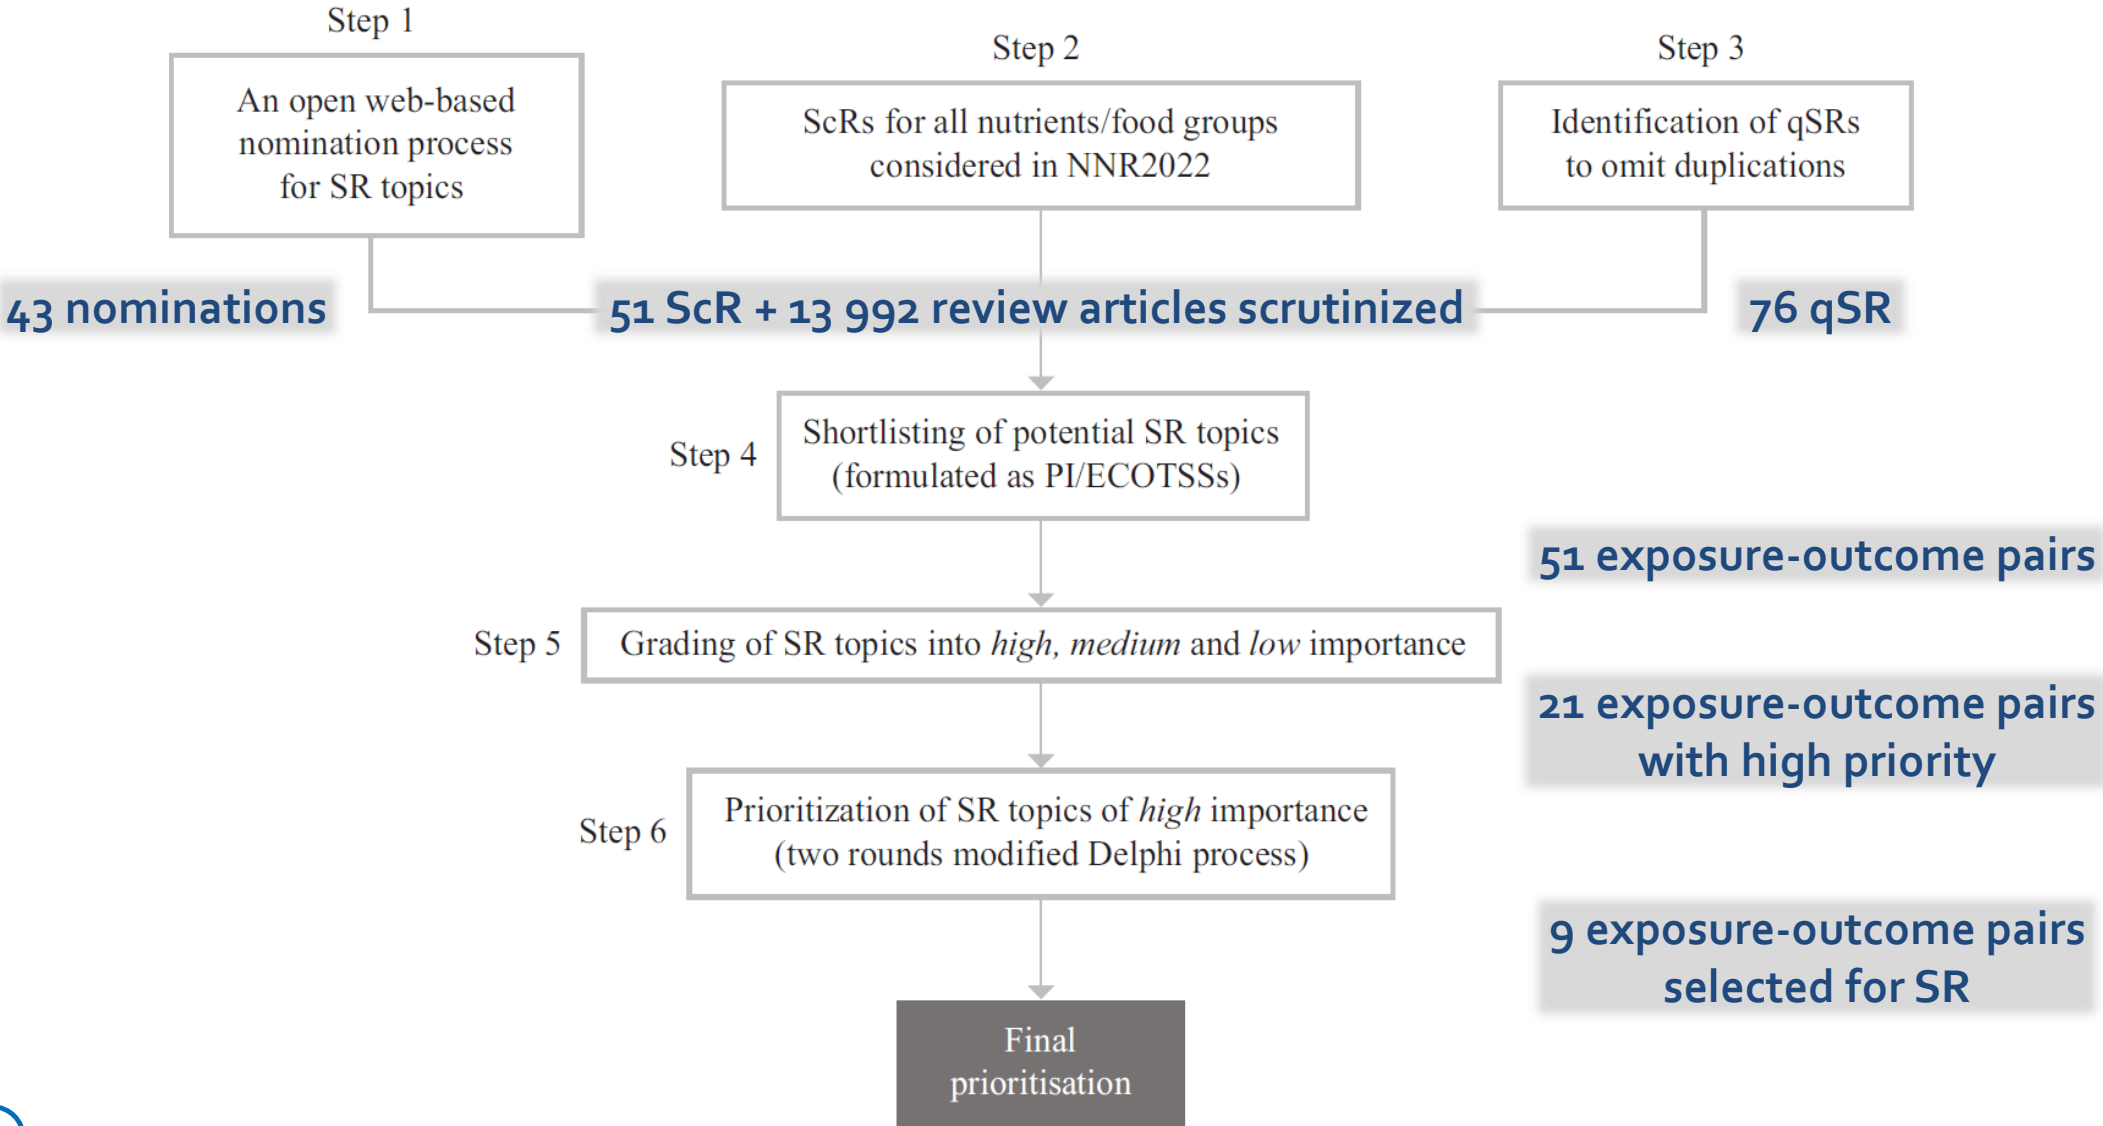 Step 1
An open web-based
nomination process
for SR topics
Step 2
ScRs for all nutrients/food groups
considered in NNR2022
Step 3
Identification of qSRs
to omit duplications
43 nominations
51 ScR + 13 992 review articles scrutinized
76 qSR
Step 4
Shortlisting of potential SR topics
(formulated as PI/ECOTSSs)
51 exposure-outcome pairs
Step 5
Grading of SR topics into high, medium and low importance
21 exposure-outcome pairs
with high priority
Step 6
Prioritization of SR topics of high importance
(two rounds modified Delphi process)
9 exposure-outcome pairs
selected for SR
Final
prioritisation